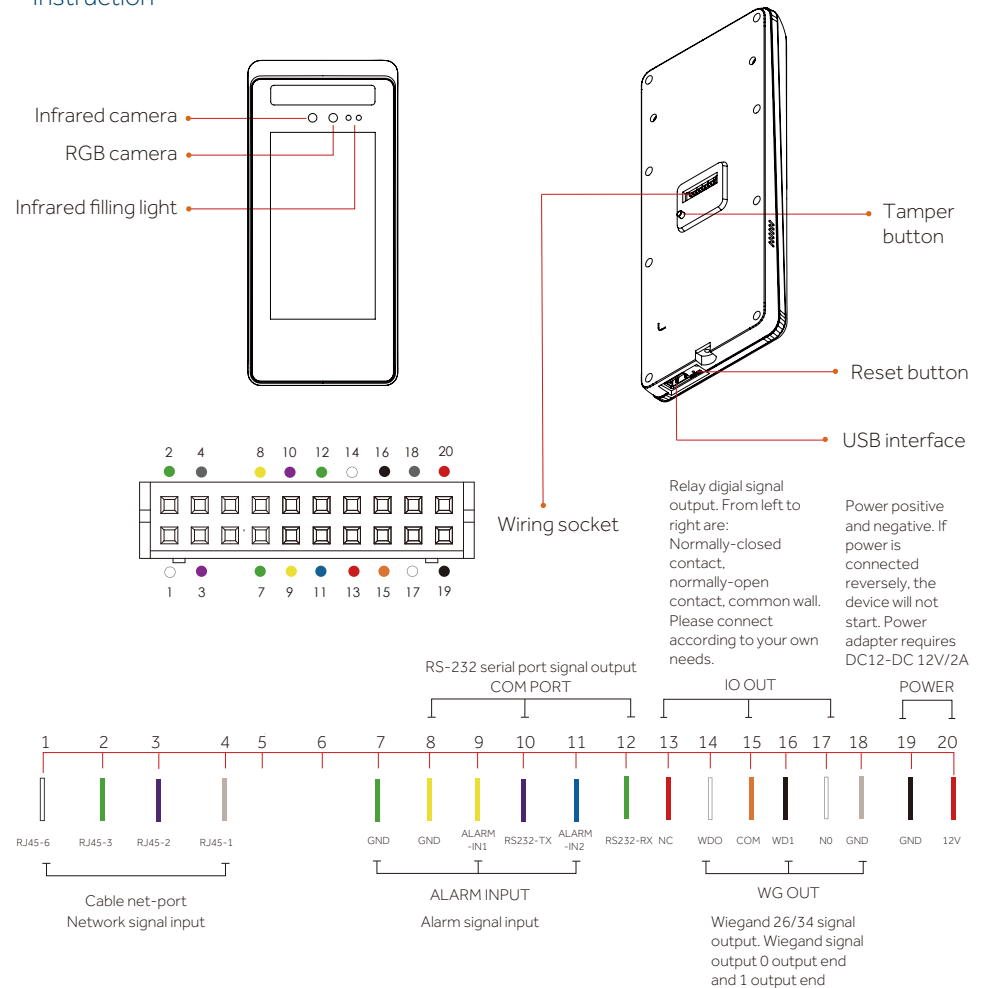 Instruction
Infrared camera
RGB camera
Infrared filling light
Tamper
button
Reset button
USB interface
Wiring socket
2 4 8 10 12 14 16 18 20
1 3 7 9 11 13 15 17 19
Relay digial signal
output. From left to
right are:
Normally-closed
contact,
normally-open
contact, common wall.
Please connect
according to your own
needs.
Power positive
and negative. If
power is
connected
reversely, the
device will not
start. Power
adapter requires
DC12-DC 12V/2A
RS-232 serial port signal output
COM PORT
IO OUT
POWER
1 2 3 4 5 6 7 8 9 10 11 12 13 14 15 16 17 18 19 20
RJ45-6 RJ45-3 RJ45-2 RJ45-1 GND GND ALARM
-IN1 RS232-TX ALARM
-IN2 RS232-RX NC WDO COM WD1 N0 GND GND 12V
Cable net-port
Network signal input
ALARM INPUT
Alarm signal input
WG OUT
Wiegand 26/34 signal
output. Wiegand signal
output 0 output end
and 1 output end